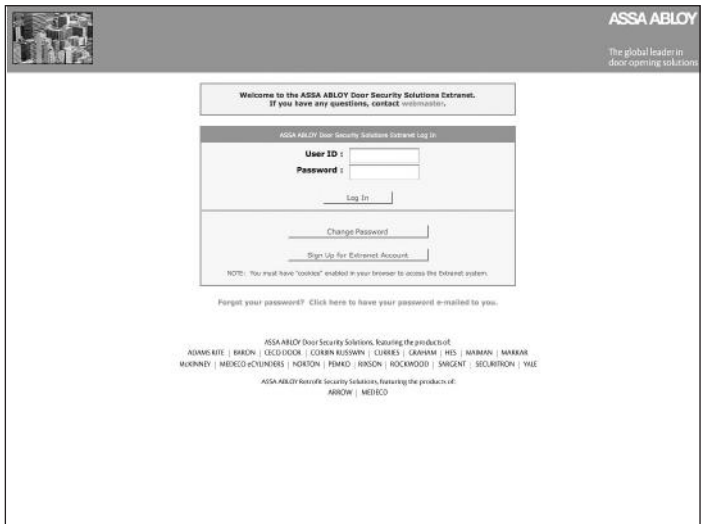 ASSA ABLOY
The global leader in
door opening solutions
Welcome to the ASSA ABLOY Door Security Solutions Extranet.
If you have any questions, contact webmaster.
ASSA ABLOY Door Security Solutions Extranet Log In
User ID :
Password :
Log In
Change Password
Sign Up for Extranet Account
NOTE: You must have "cookies" enabled in your browser to access the Extranet system.
Forgot your password? Click here to have your password e-mailed to you.
ASSA ABLOY Door Security Solutions, featuring the products of:
ADAMS RITE | BARON | CECO DOOR | CORBIN RUSSWIN | CURRIES | GRAHAM | HES | MAIMAN | MARKAR
McKINNEY | MEDECO eCYLINDERS | NORTON | PEMKO | RIXSON | ROCKWOOD | SARGENT | SECURITRON | YALE
ASSA ABLOY Retrofit Security Solutions, featuring the products of:
ARROW | MEDECO